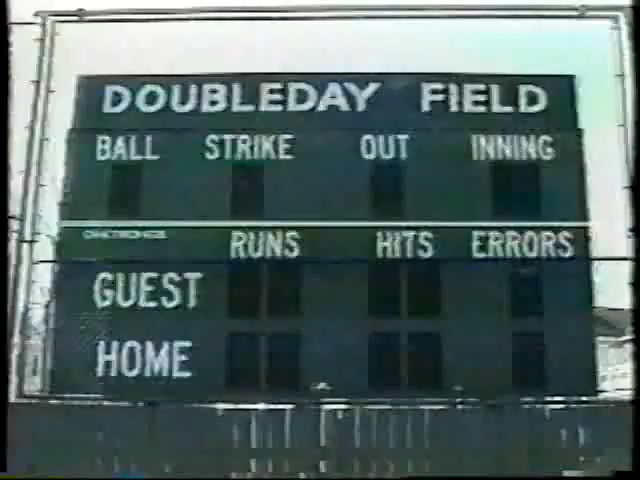 DOUBLEDAY FIELD
BALL STRIKE OUT INNING
RUNS HITS ERRORS
GUEST
HOME